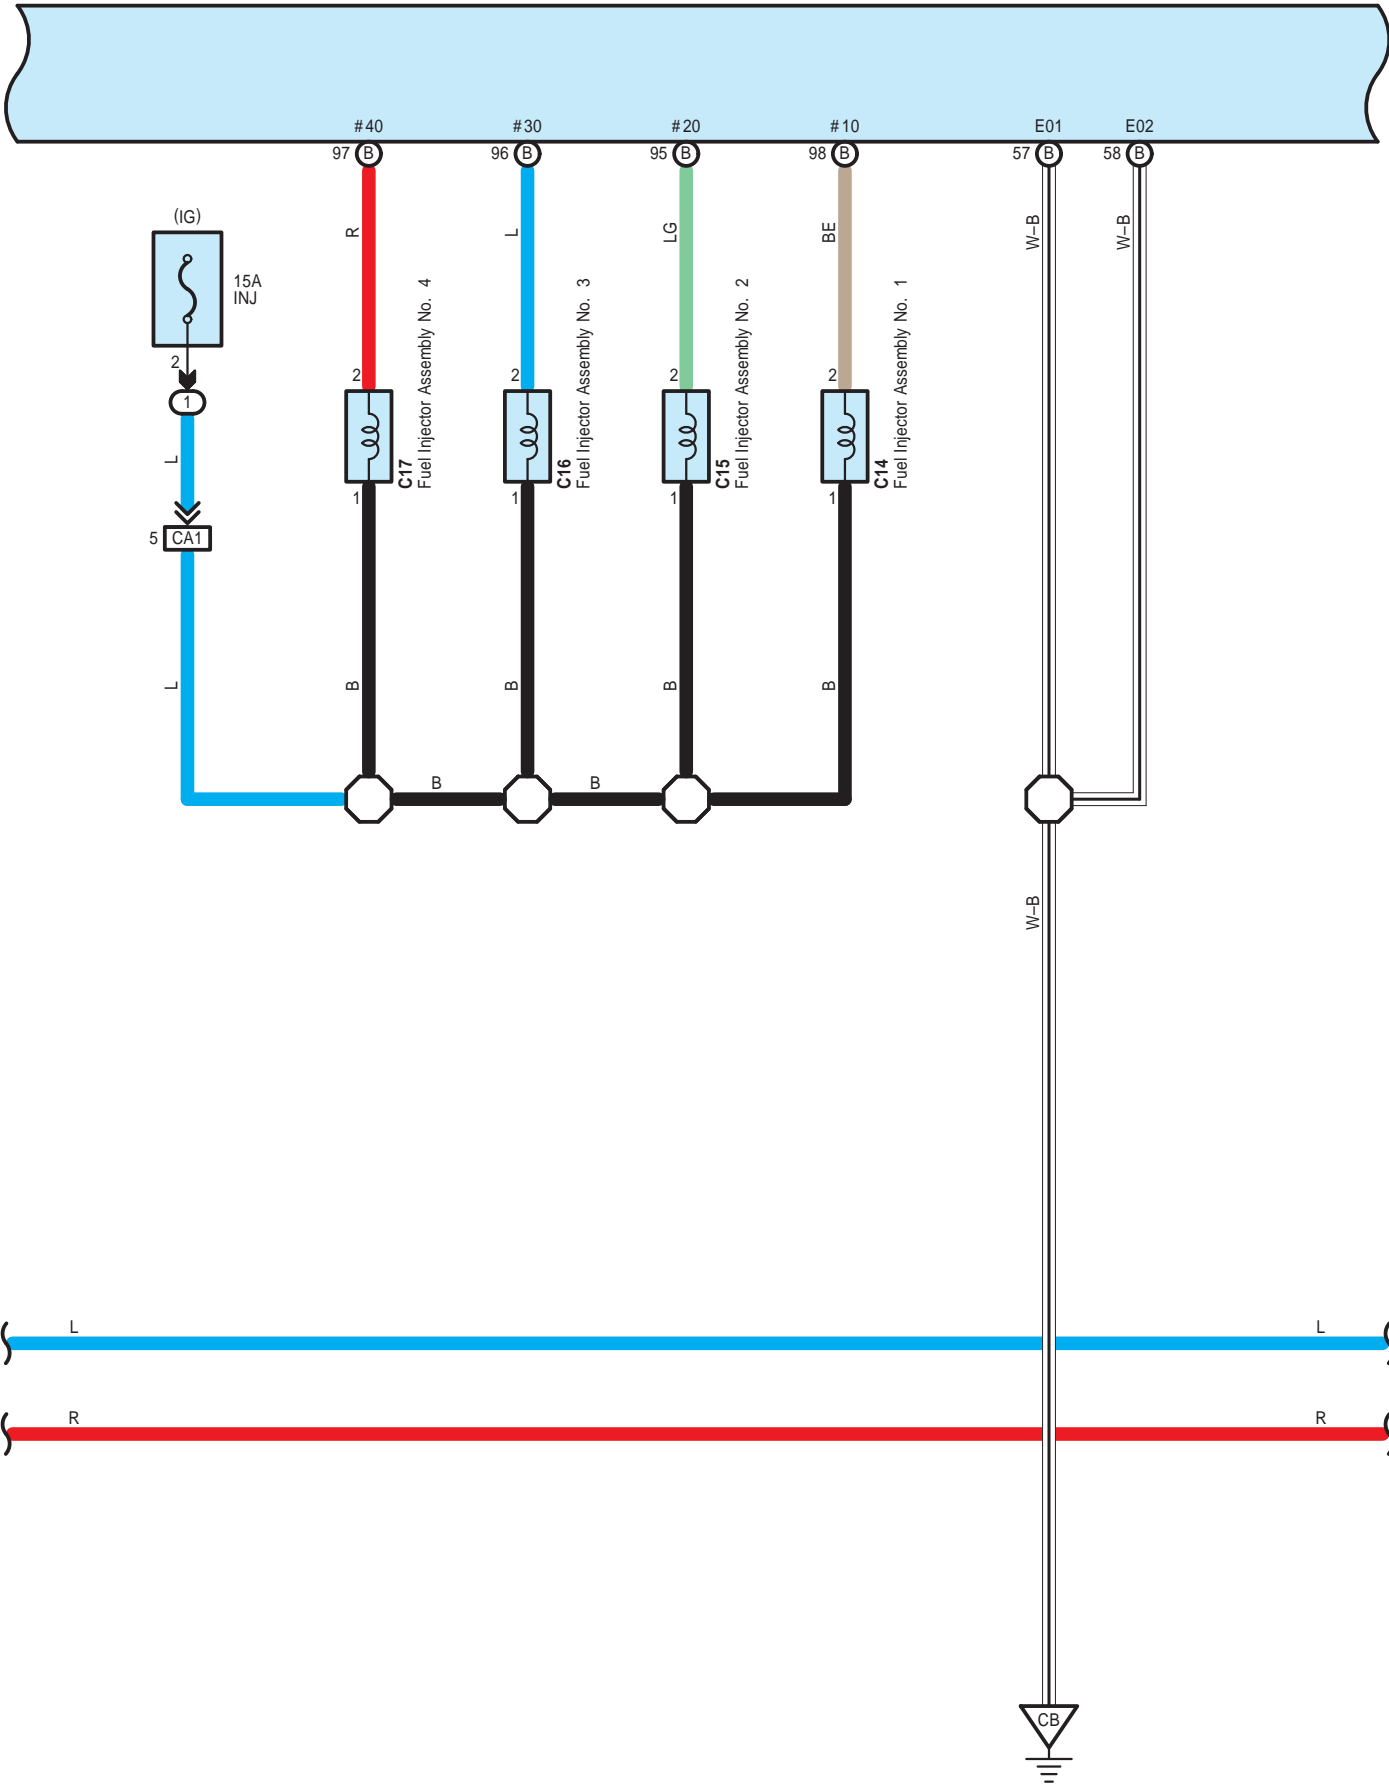 #40 #30 #20 #10 E01 E02
97 B 96 B 95 B 98 B 57 B 58 B
(IG)
15A
INJ
R L LG BE W–B W–B
2
1
2 2 2 2
C17
Fuel Injector Assembly No. 4
C16
Fuel Injector Assembly No. 3
C15
Fuel Injector Assembly No. 2
C14
Fuel Injector Assembly No. 1
L
1 1 1 1
5 CA1
L B B B B
B B
W–B
L L
R R
CB